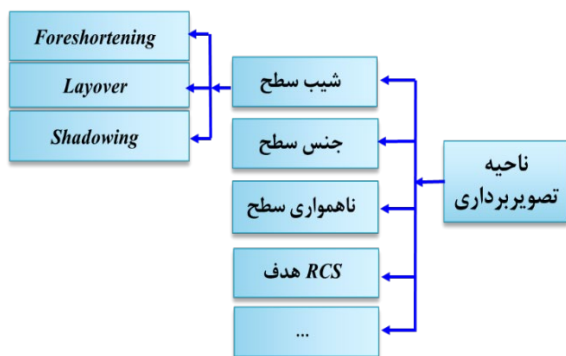 ناحیه
تصویربرداری
شیب سطح
جنس سطح
ناهمواری سطح
RCS هدف
...
Foreshortening
Layover
Shadowing